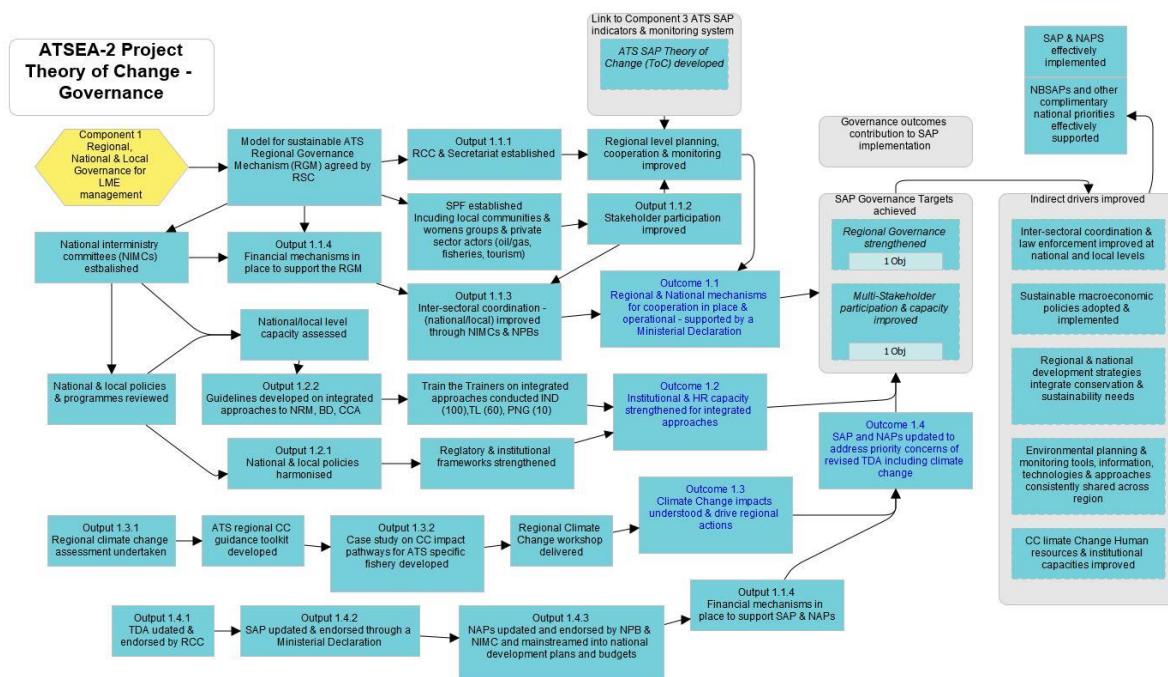 ATSEA-2 Project
Theory of Change -
Governance
Link to Component 3 ATS SAP
indicators & monitoring system
ATS SAP Theory of
Change (ToC) developed
SAP & NAPS
effectively
implemented
NBSAPs and other
complimentary
national priorities
effectively
supported
Component 1
Regional,
National & Local
Governance for
LME
management
Model for sustainable ATS
Regional Governance
Mechanism (RGM) agreed by
RSC
Output 1.1.1
RCC & Secretariat established
Regional level planning,
cooperation & monitoring
improved
Governance outcomes
contribution to SAP
implementation
SPF established
Incuding local communities &
womens groups & private
sector actors (oil/gas,
fisheries, tourism)
Output 1.1.2
Stakeholder participation
improved
SAP Governance Targets
achieved
Regional Governance
strengthened
1 Obj
Multi-Stakeholder
participation & capacity
improved
1 Obj
Indirect drivers improved
Inter-sectoral coordination &
law enforcement improved at
national and local levels
Sustainable macroeconomic
policies adopted &
implemented
Regional & national
development strategies
integrate conservation &
sustainability needs
Environmental planning &
monitoring tools, information,
technologies & approaches
consistently shared across
region
CC limate Change Human
resources & institutional
capacities improved
National interministry
committees (NIMCs)
estbalished
Output 1.1.4
Financial mechanisms in
place to support the RGM
Output 1.1.3
Inter-sectoral coordination -
(national/local) improved
through NIMCs & NPBs
Outcome 1.1
Regional & National mechanisms
for cooperation in place &
operational - supported by a
Ministerial Declaration
National/local level
capacity assessed
National & local policies
& programmes reviewed
Output 1.2.2
Guidelines developed on integrated
approaches to NRM, BD, CCA
Train the Trainers on integrated
approaches conducted IND
(100),TL (60), PNG (10)
Outcome 1.2
Institutional & HR capacity
strengthened for integrated
approaches
Output 1.2.1
National & local policies
harmonised
Reglatory & institutional
frameworks strengthened
Outcome 1.4
SAP and NAPs updated to
address priority concerns of
revised TDA including climate
change
Output 1.3.1
Regional climate change
assessment undertaken
ATS regional CC
guidance toolkit
developed
Output 1.3.2
Case study on CC impact
pathways for ATS specific
fishery developed
Regional Climate
Change workshop
delivered
Outcome 1.3
Climate Change impacts
understood & drive regional
actions
Output 1.4.1
TDA udated &
endorsed by RCC
Output 1.4.2
SAP updated & endorsed through a
Ministerial Declaration
Output 1.4.3
NAPs updated and endorsed by NPB &
NIMC and mainstreamed into national
development plans and budgets
Output 1.1.4
Financial mechanisms in
place to support SAP & NAPs